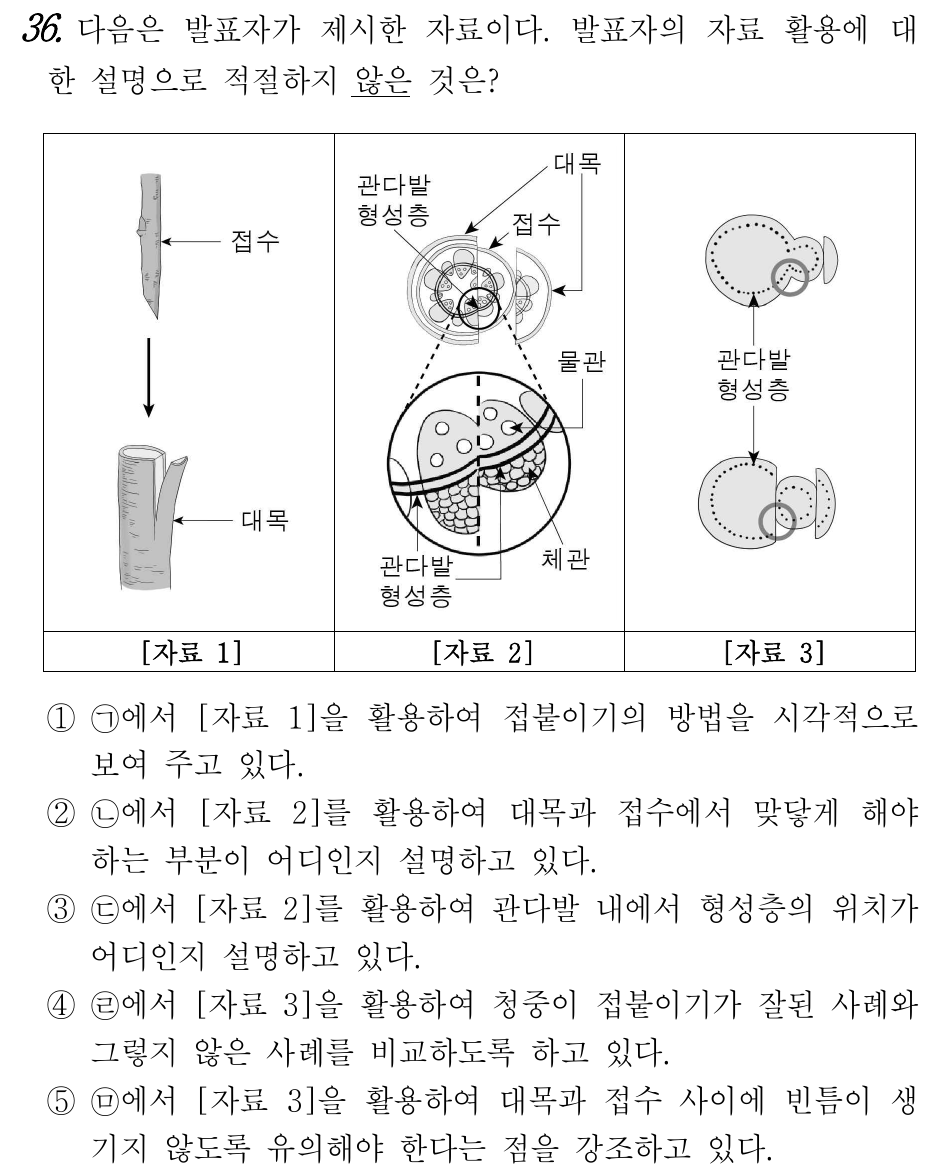 36. 다음은 발표자가 제시한 자료이다. 발표자의 자료 활용에 대
한 설명으로 적절하지 않은 것은?
접수
대목
[자료 1]
대목
관다발
형성층
접수
물관
관다발
형성층
체관
[자료 2]
관다발
형성층
[자료 3]
① ㉠에서 [자료 1]을 활용하여 접붙이기의 방법을 시각적으로
보여 주고 있다.
② ㉡에서 [자료 2]를 활용하여 대목과 접수에서 맞닿게 해야
하는 부분이 어디인지 설명하고 있다.
③ ㉢에서 [자료 2]를 활용하여 관다발 내에서 형성층의 위치가
어디인지 설명하고 있다.
④ ㉣에서 [자료 3]을 활용하여 청중이 접붙이기가 잘된 사례와
그렇지 않은 사례를 비교하도록 하고 있다.
⑤ ㉤에서 [자료 3]을 활용하여 대목과 접수 사이에 빈틈이 생
기지 않도록 유의해야 한다는 점을 강조하고 있다.